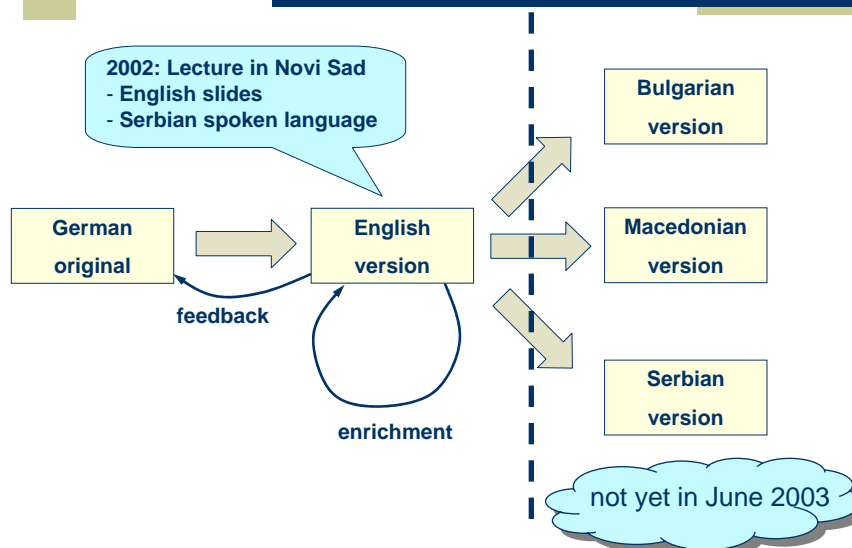 2002: Lecture in Novi Sad
- English slides
- Serbian spoken language
German
original
English
version
Bulgarian
version
Macedonian
version
Serbian
version
feedback
enrichment
not yet in June 2003